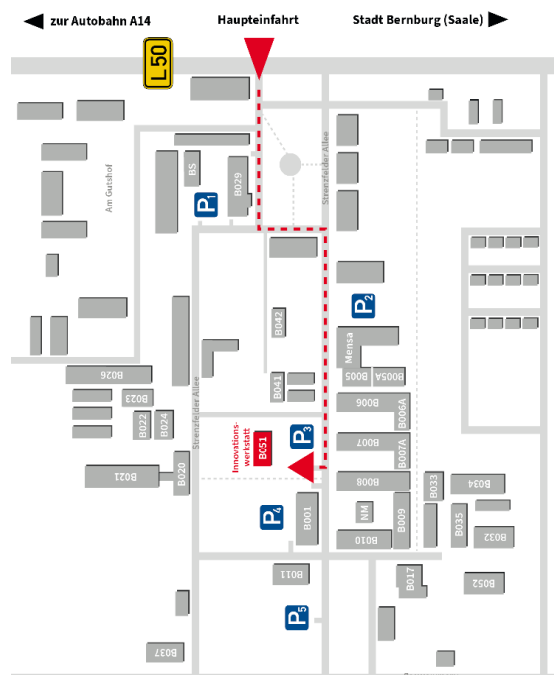 zur Autobahn A14
Haupteinfahrt
Stadt Bernburg (Saale)
L50
Strenzfelder Allee
Am Gutshof
BS
B029
P1
P2
B042
Mensa
B005
B005A
B026
B041
B023
B006
B006A
B022
B024
Strenzfelder Allee
P3
Innovations-
werkstatt
B051
B007
B007A
B021
B020
B008
B033
B034
P4
B001
NM
B009
B035
B010
B032
B011
B017
B052
P5
B037